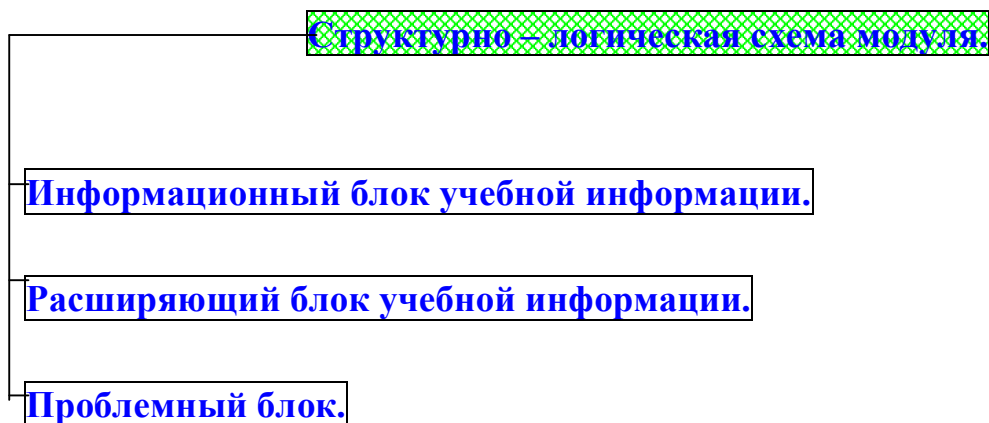 Структурно – логическая схема модуля.
Информационный блок учебной информации.
Расширяющий блок учебной информации.
Проблемный блок.